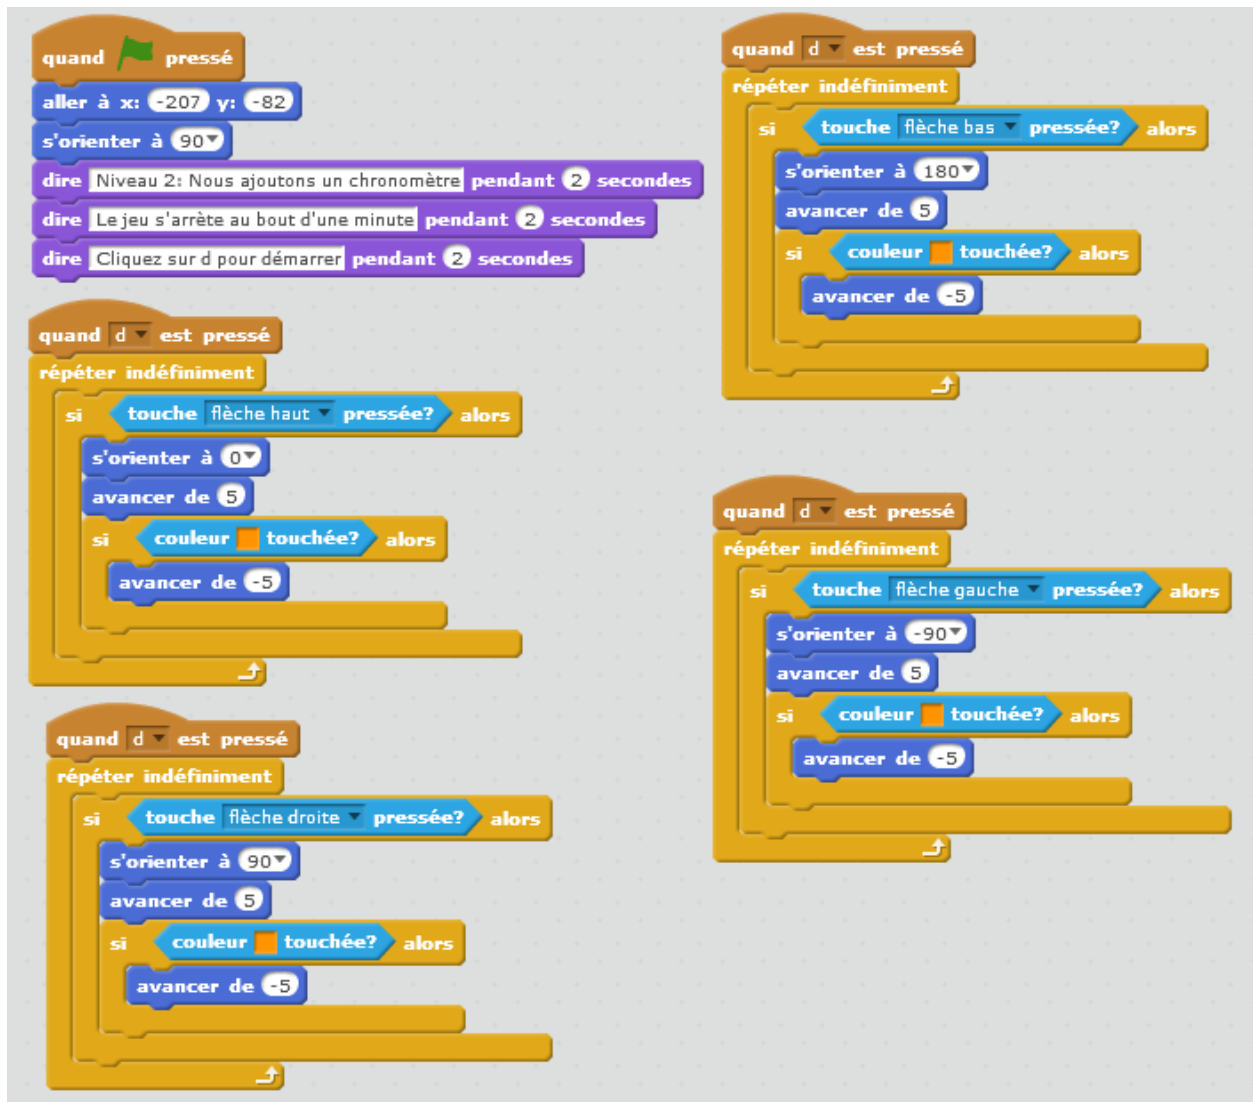 quand pressé
aller à x: -207 y: -82
s'orienter à 90
dire Niveau 2: Nous ajoutons un chronomètre pendant 2 secondes
dire Le jeu s'arrète au bout d'une minute pendant 2 secondes
dire Cliquez sur d pour démarrer pendant 2 secondes
quand d est pressé
répéter indéfiniment
si touche flèche haut pressée? alors
s'orienter à 0
avancer de 5
si couleur touchée? alors
avancer de -5
quand d est pressé
répéter indéfiniment
si touche flèche droite pressée? alors
s'orienter à 90
avancer de 5
si couleur touchée? alors
avancer de -5
quand d est pressé
répéter indéfiniment
si touche flèche bas pressée? alors
s'orienter à 180
avancer de 5
si couleur touchée? alors
avancer de -5
quand d est pressé
répéter indéfiniment
si touche flèche gauche pressée? alors
s'orienter à -90
avancer de 5
si couleur touchée? alors
avancer de -5